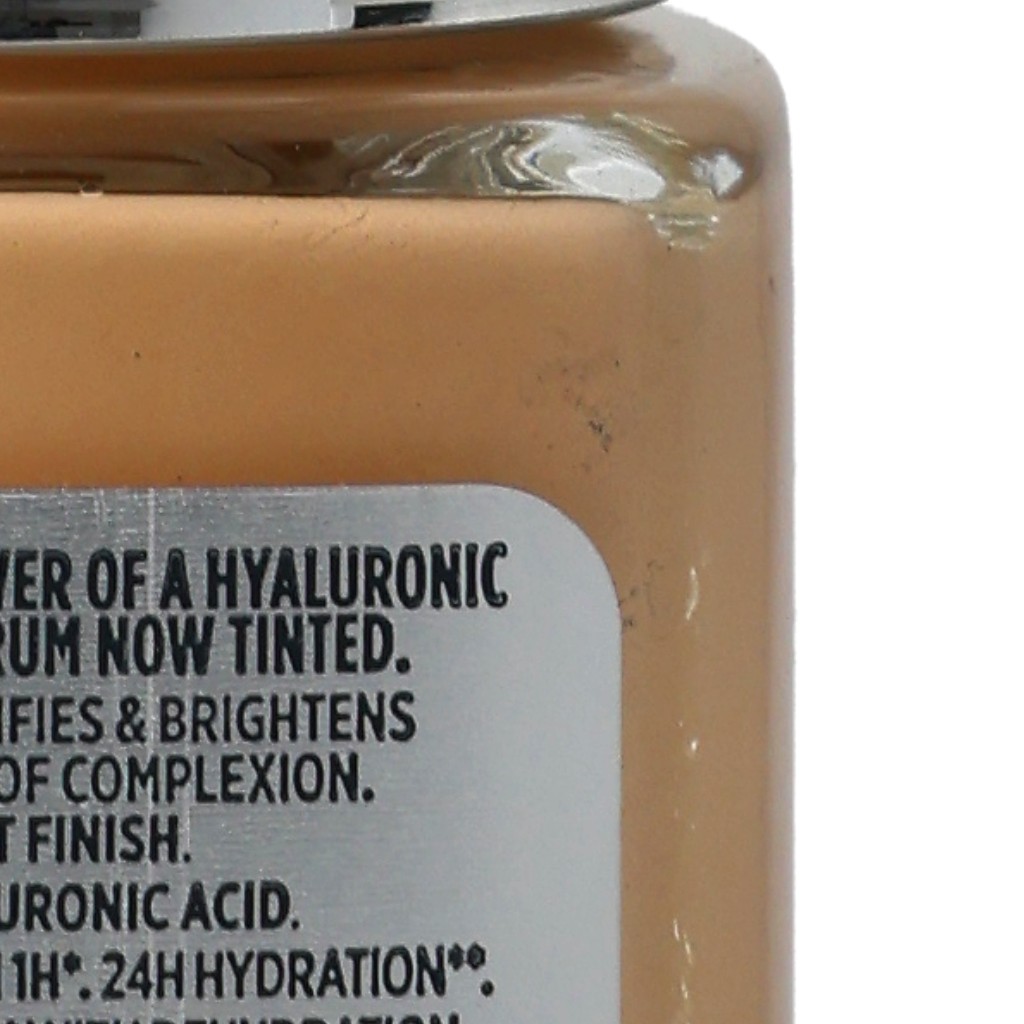 VER OF A HYALURONIC
RUM NOW TINTED.
IFIES & BRIGHTENS
OF COMPLEXION.
T FINISH.
URONIC ACID.
1H*. 24H HYDRATION**.